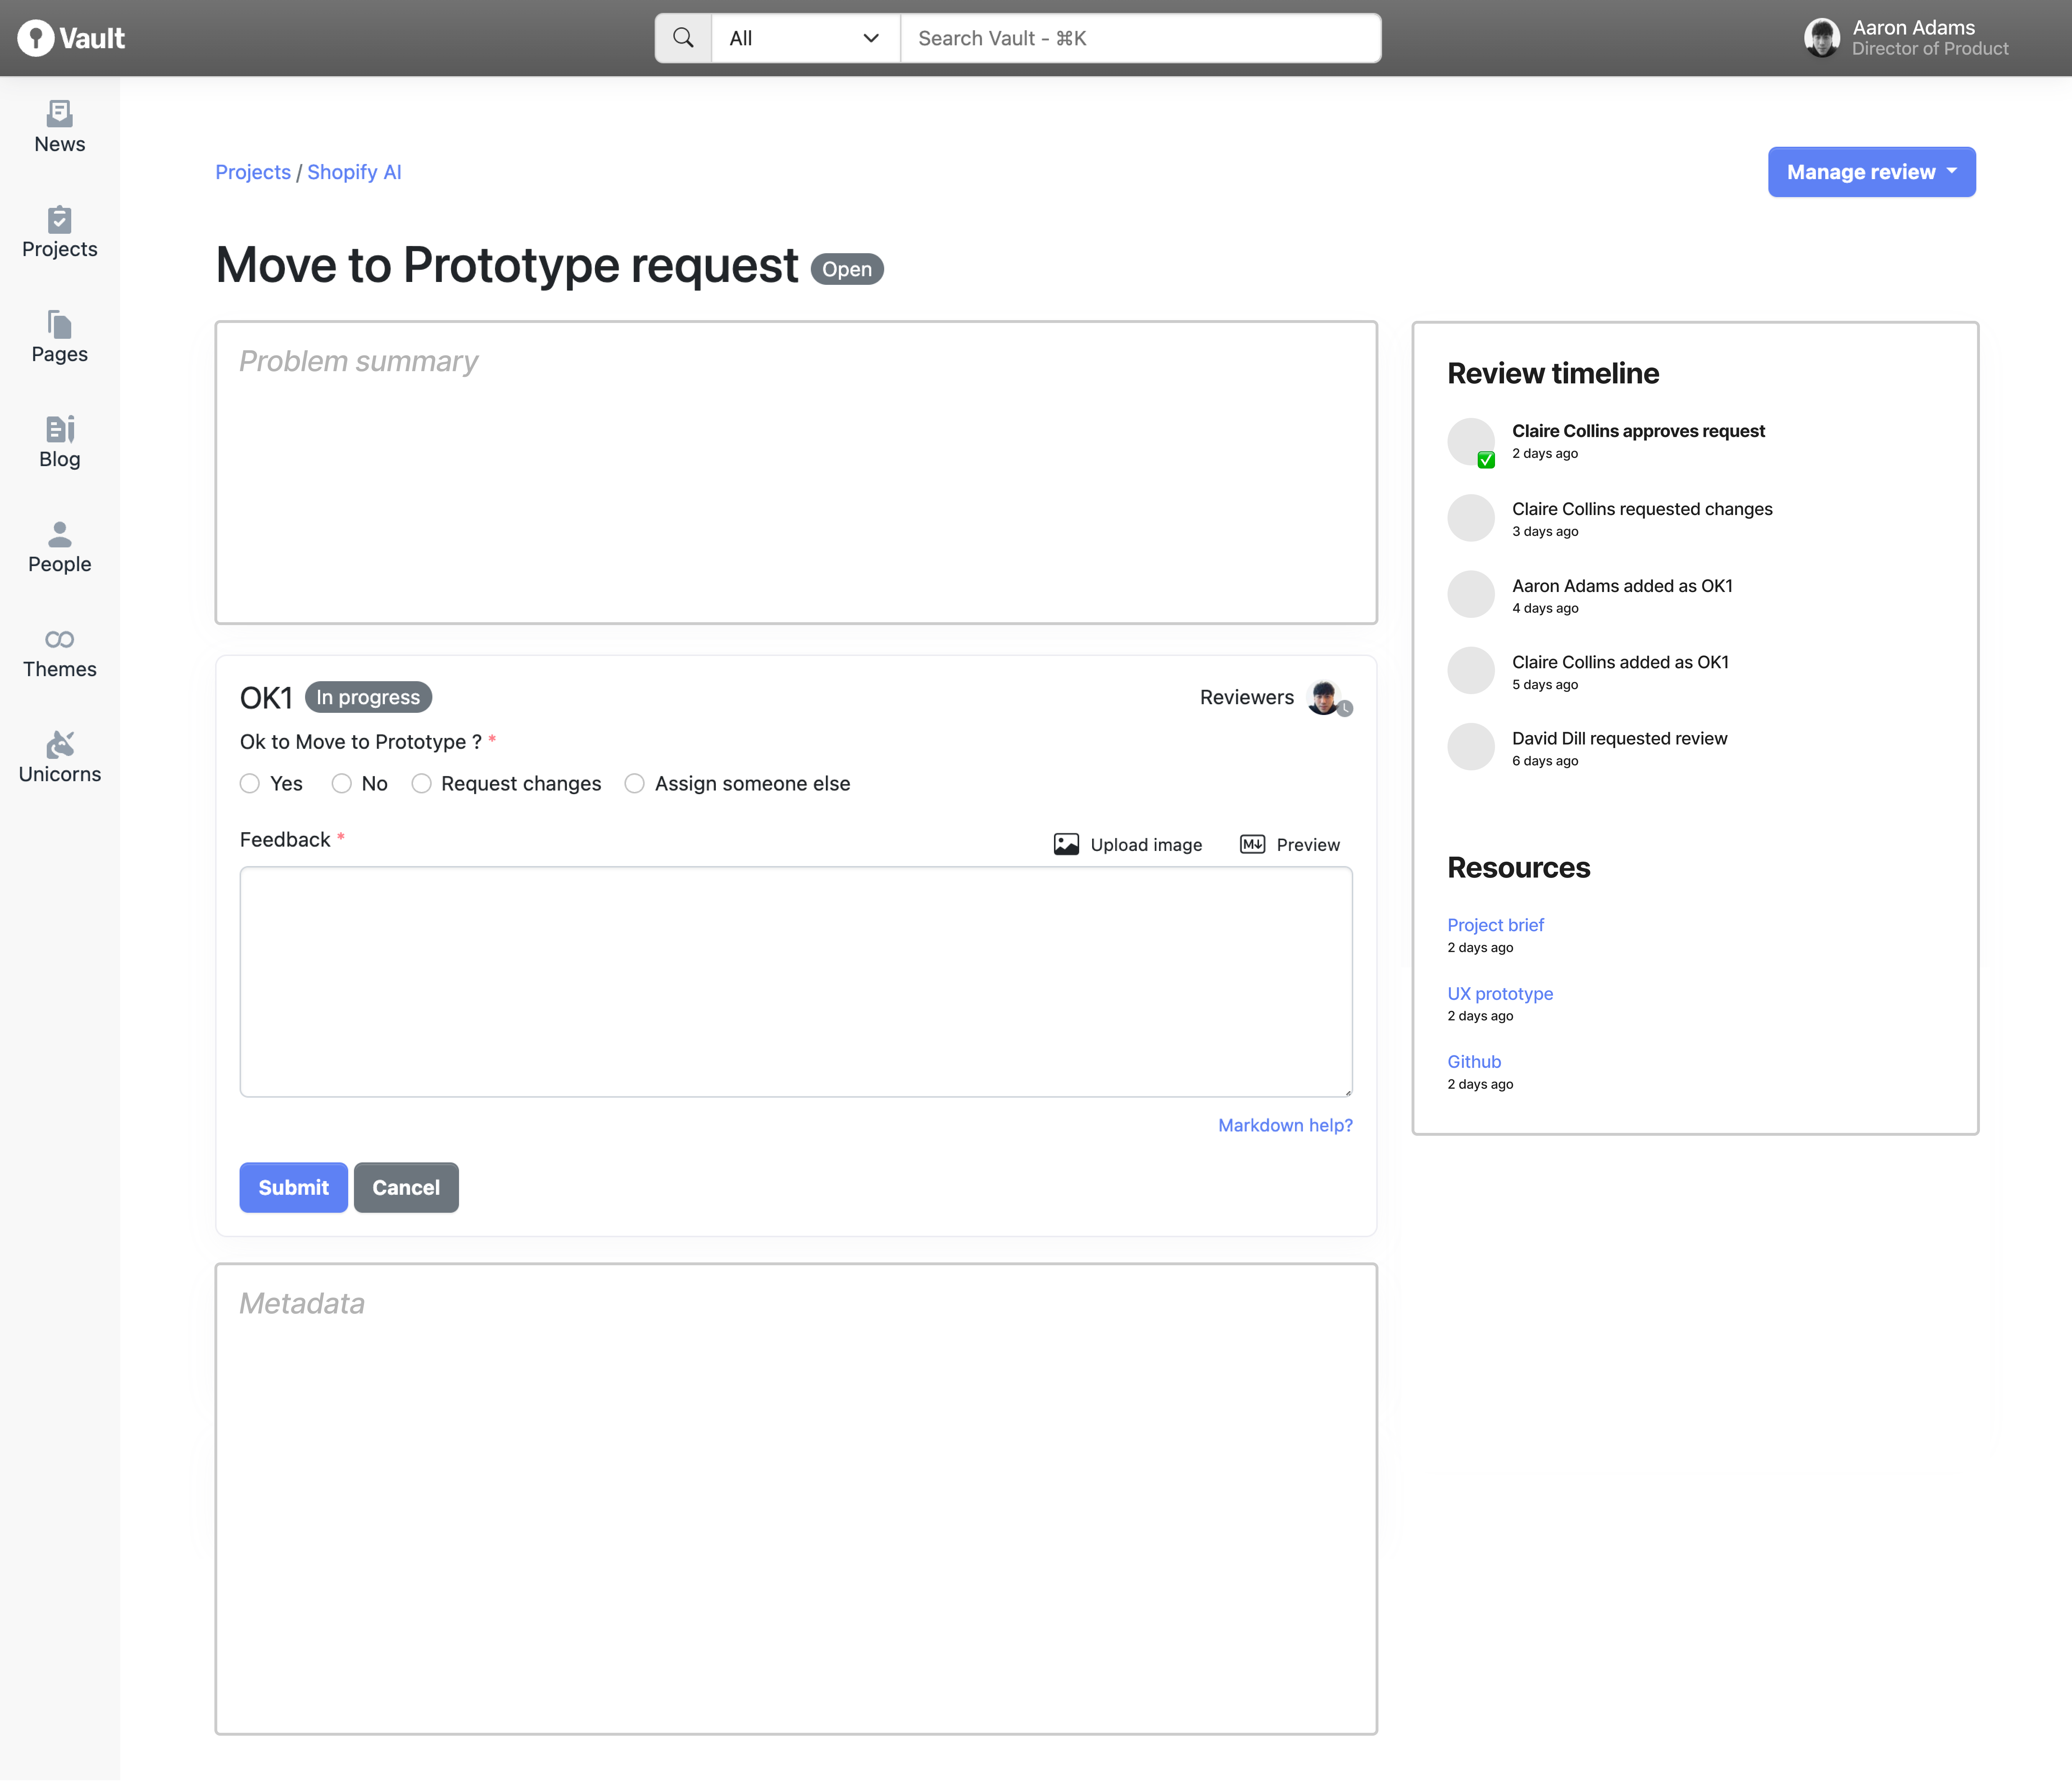 Vault
All
Search Vault - ⌘K
Aaron Adams
Director of Product
News
Projects
Pages
Blog
People
Themes
Unicorns
Projects / Shopify AI
Manage review
Move to Prototype request Open
Problem summary
OK1 In progress
Reviewers
Ok to Move to Prototype ? *
Yes No Request changes Assign someone else
Feedback *
Upload image Preview
Markdown help?
Submit Cancel
Metadata
Review timeline
Claire Collins approves request
2 days ago
Claire Collins requested changes
3 days ago
Aaron Adams added as OK1
4 days ago
Claire Collins added as OK1
5 days ago
David Dill requested review
6 days ago
Resources
Project brief
2 days ago
UX prototype
2 days ago
Github
2 days ago